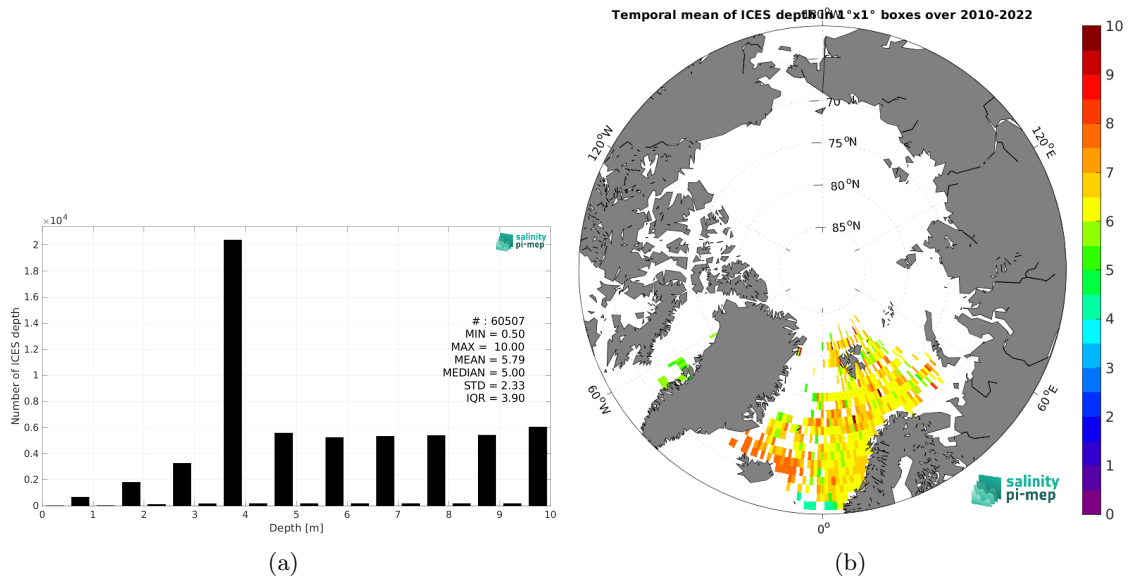 ×10⁴
2
1.8
1.6
1.4
1.2
1
0.8
0.6
0.4
0.2
0
0 1 2 3 4 5 6 7 8 9 10
Number of ICES depth
Depth [m]
salinity
pi-mep
# : 60507
MIN = 0.50
MAX = 10.00
MEAN = 5.79
MEDIAN = 5.00
STD = 2.33
IQR = 3.90
(a)
Temporal mean of ICES depth in 1°x1° boxes over 2010-2022
180°W
120°W
120°E
60°W
60°E
0°
70°N
75°N
80°N
85°N
10
9
8
7
6
5
4
3
2
1
0
salinity
pi-mep
(b)